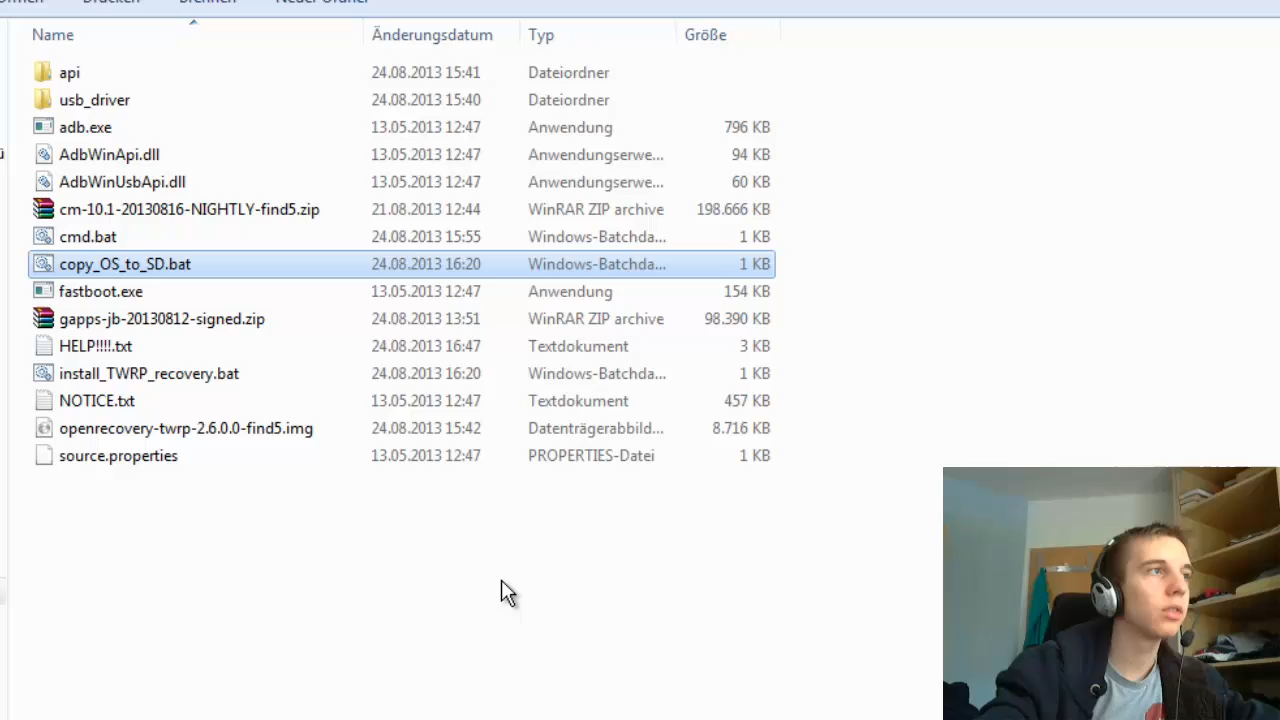 Öffnen Drucken Brennen Neuer Ordner
Name Änderungsdatum Typ Größe
api 24.08.2013 15:41 Dateiordner
usb_driver 24.08.2013 15:40 Dateiordner
adb.exe 13.05.2013 12:47 Anwendung 796 KB
AdbWinApi.dll 13.05.2013 12:47 Anwendungserwe... 94 KB
AdbWinUsbApi.dll 13.05.2013 12:47 Anwendungserwe... 60 KB
cm-10.1-20130816-NIGHTLY-find5.zip 21.08.2013 12:44 WinRAR ZIP archive 198.666 KB
cmd.bat 24.08.2013 15:55 Windows-Batchda... 1 KB
copy_OS_to_SD.bat 24.08.2013 16:20 Windows-Batchda... 1 KB
fastboot.exe 13.05.2013 12:47 Anwendung 154 KB
gapps-jb-20130812-signed.zip 24.08.2013 13:51 WinRAR ZIP archive 98.390 KB
HELP!!!!.txt 24.08.2013 16:47 Textdokument 3 KB
install_TWRP_recovery.bat 24.08.2013 16:20 Windows-Batchda... 1 KB
NOTICE.txt 13.05.2013 12:47 Textdokument 457 KB
openrecovery-twrp-2.6.0.0-find5.img 24.08.2013 15:42 Datenträgerabbild... 8.716 KB
source.properties 13.05.2013 12:47 PROPERTIES-Datei 1 KB